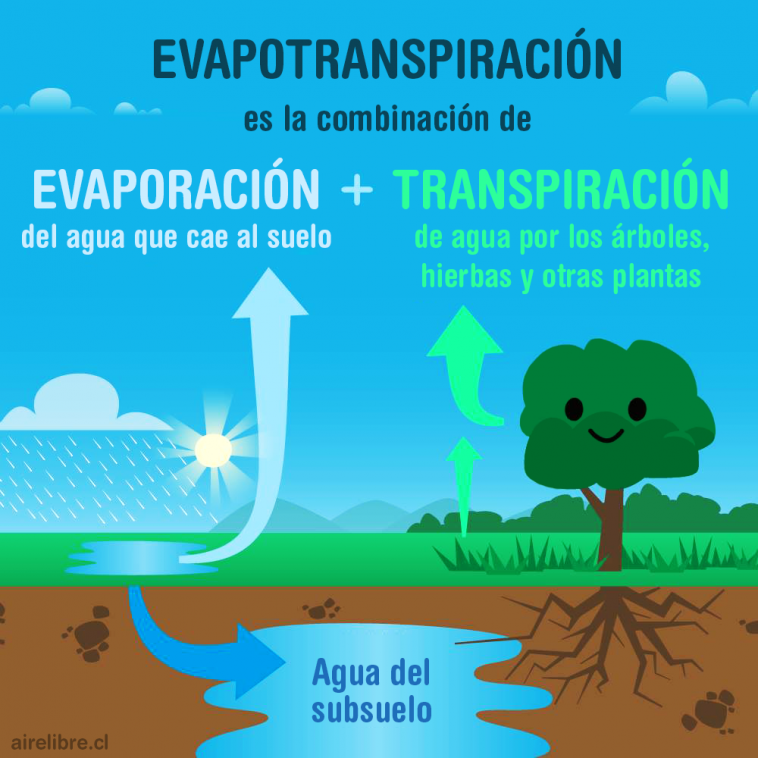 EVAPOTRANSPIRACIÓN
es la combinación de
EVAPORACIÓN + TRANSPIRACIÓN
del agua que cae al suelo
de agua por los árboles,
hierbas y otras plantas
Agua del
subsuelo
airelibre.cl